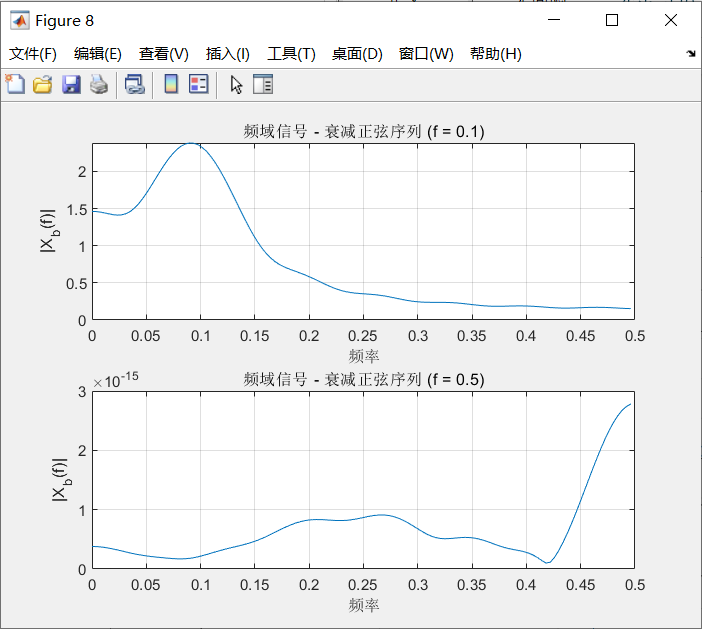 Figure 8
文件(F) 编辑(E) 查看(V) 插入(I) 工具(T) 桌面(D) 窗口(W) 帮助(H)
频域信号 - 衰减正弦序列 (f = 0.1)
|X_b(f)|
2
1.5
1
0.5
0
0 0.05 0.1 0.15 0.2 0.25 0.3 0.35 0.4 0.45 0.5
频率
×10^-15
频域信号 - 衰减正弦序列 (f = 0.5)
|X_b(f)|
3
2
1
0
0 0.05 0.1 0.15 0.2 0.25 0.3 0.35 0.4 0.45 0.5
频率